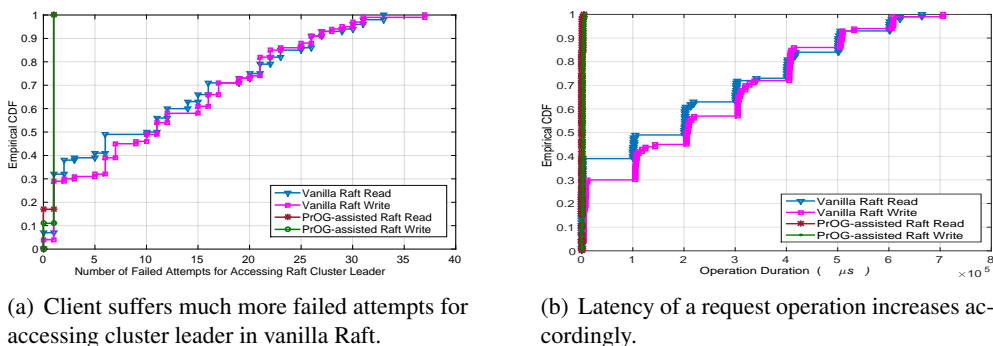 1
0.9
0.8
0.7
0.6
0.5
0.4
0.3
0.2
0.1
0
Empirical CDF
Vanilla Raft Read
Vanilla Raft Write
PrOG-assisted Raft Read
PrOG-assisted Raft Write
0 5 10 15 20 25 30 35 40
Number of Failed Attempts for Accessing Raft Cluster Leader
(a) Client suffers much more failed attempts for
accessing cluster leader in vanilla Raft.
1
0.9
0.8
0.7
0.6
0.5
0.4
0.3
0.2
0.1
0
Empirical CDF
Vanilla Raft Read
Vanilla Raft Write
PrOG-assisted Raft Read
PrOG-assisted Raft Write
0 1 2 3 4 5 6 7 8
Operation Duration ( μs )
× 10⁵
(b) Latency of a request operation increases ac-
cordingly.